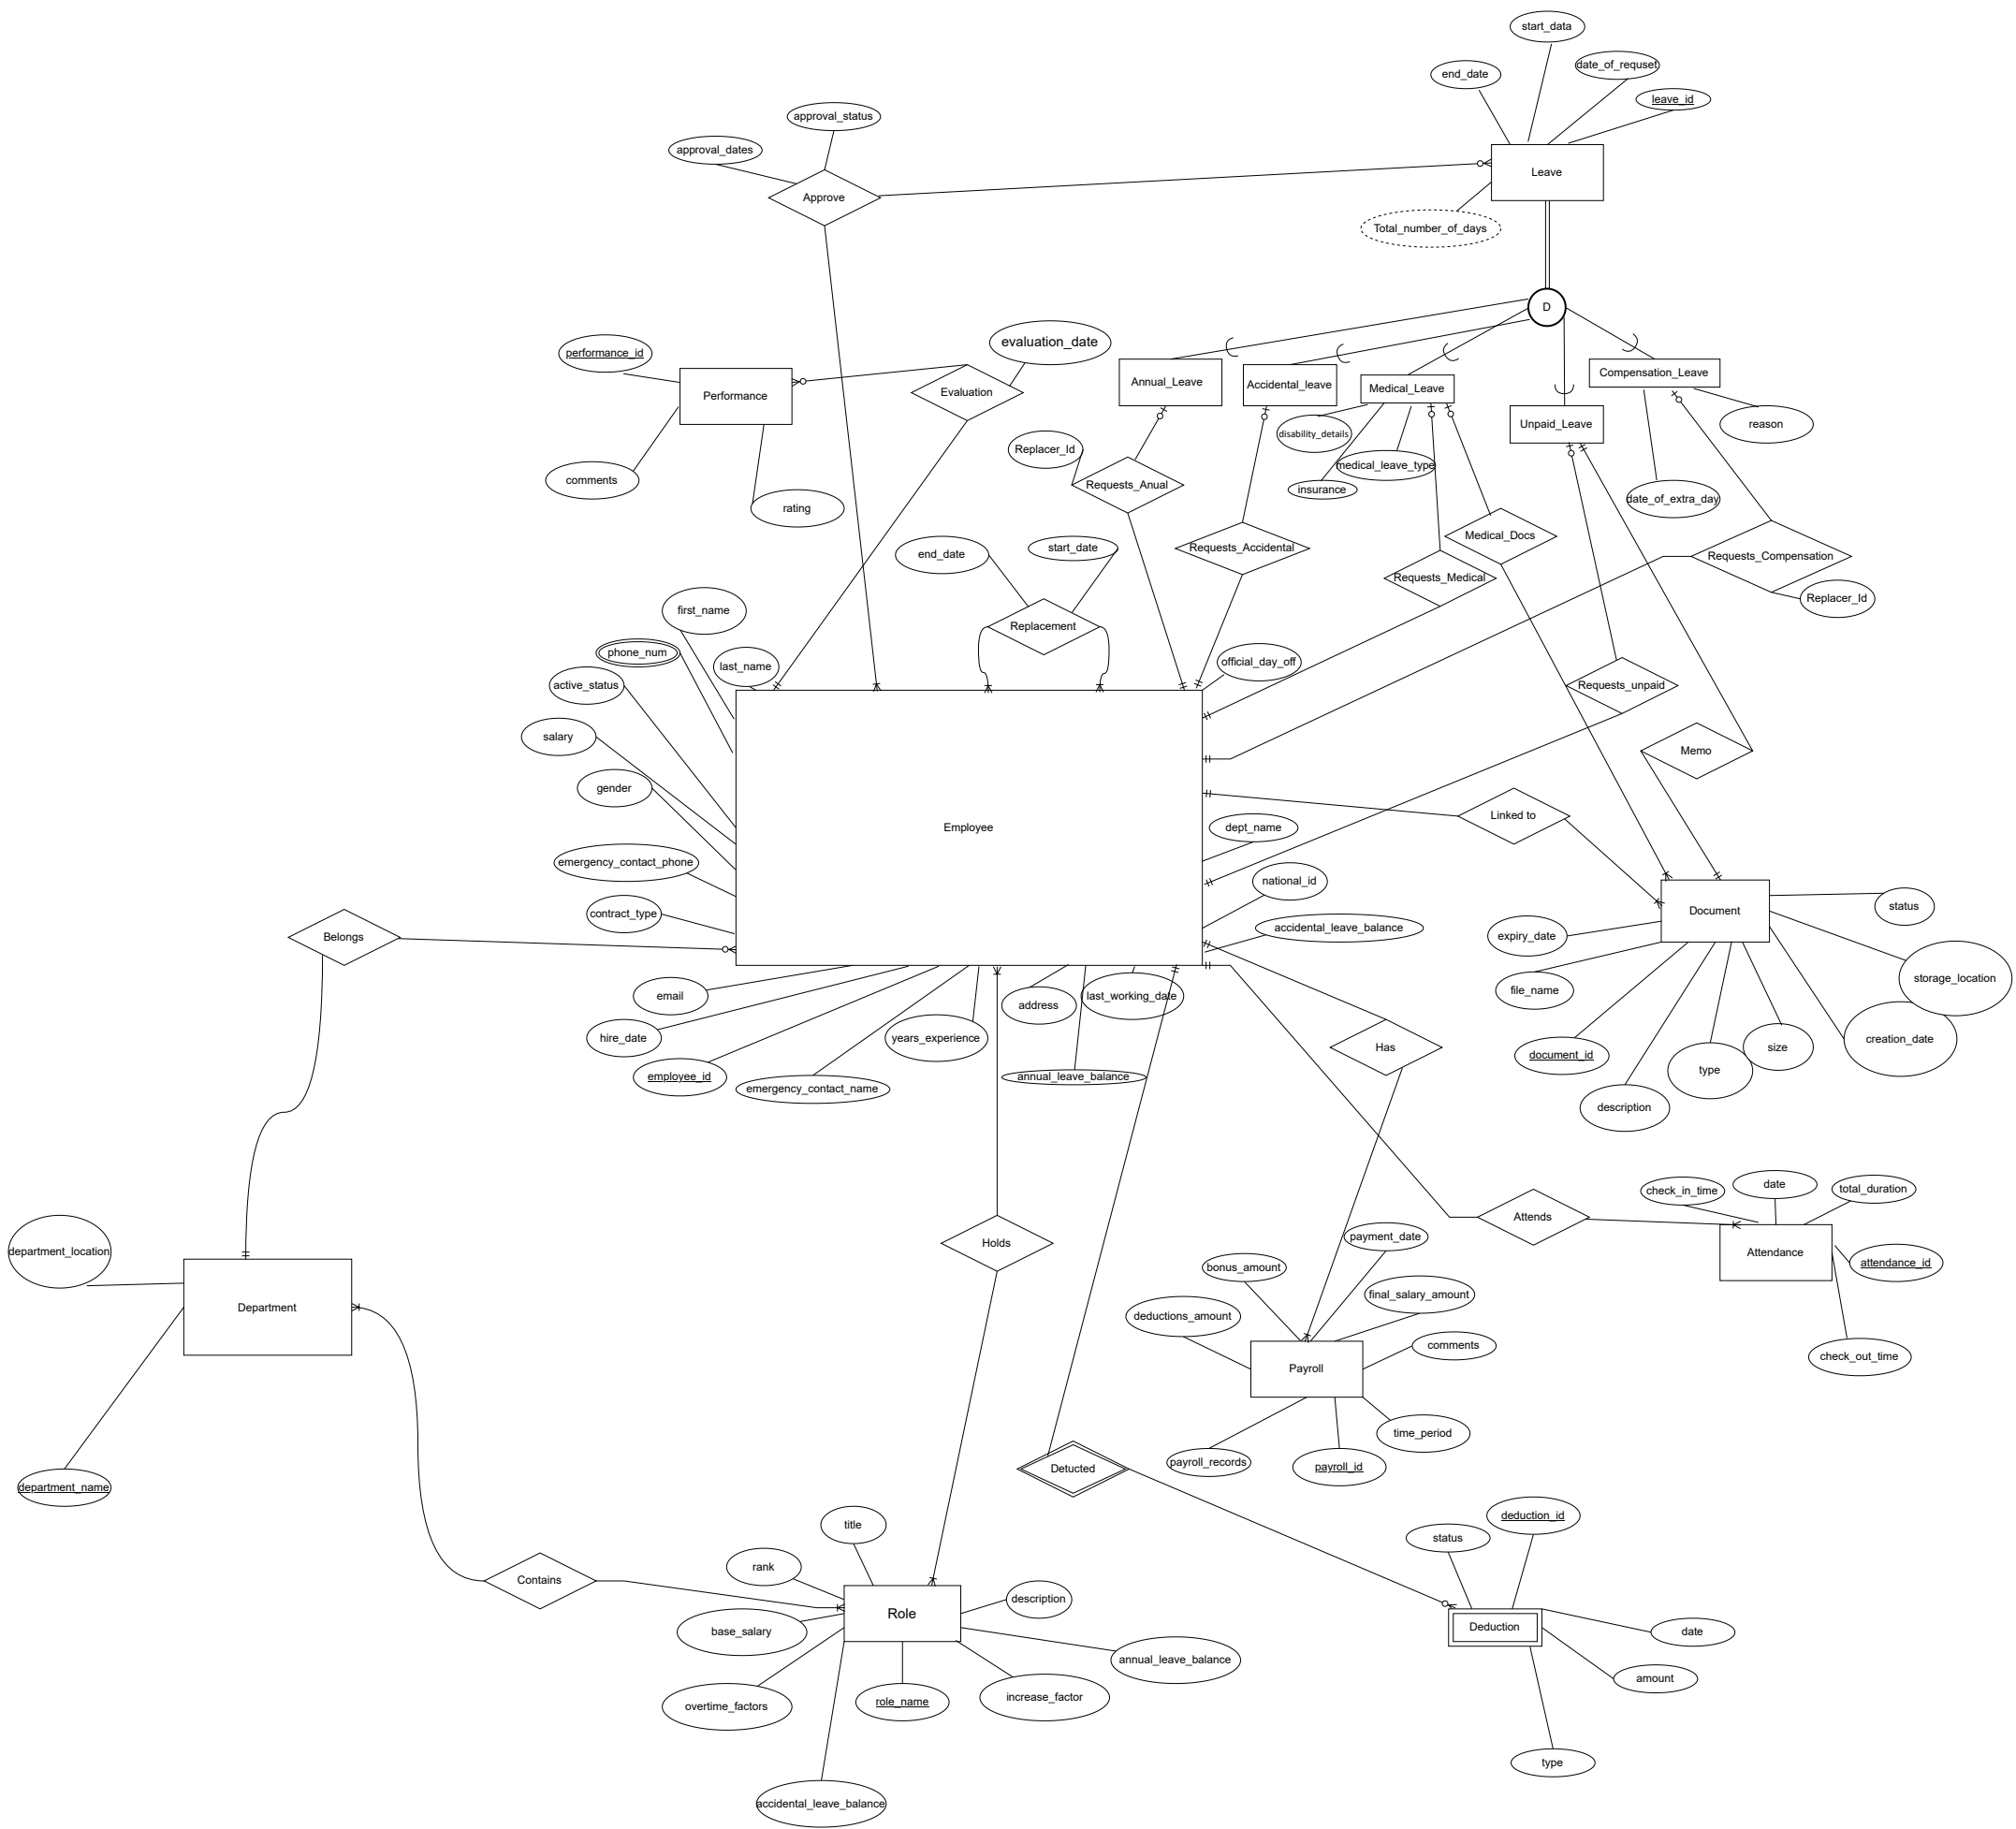 start_data
date_of_requset
end_date
leave_id
approval_status
approval_dates
Leave
Approve
Total_number_of_days
D
evaluation_date
performance_id
Performance
Evaluation
Annual_Leave
Accidental_leave
Medical_Leave
Compensation_Leave
Unpaid_Leave
reason
disability_details
Replacer_Id
medical_leave_type
comments
Requests_Anual
insurance
date_of_extra_day
rating
Medical_Docs
end_date
start_date
Requests_Accidental
Requests_Compensation
Requests_Medical
Replacer_Id
first_name
Replacement
phone_num
last_name
official_day_off
active_status
Requests_unpaid
salary
Memo
gender
Linked to
Employee
dept_name
emergency_contact_phone
national_id
status
contract_type
Document
accidental_leave_balance
Belongs
expiry_date
storage_location
file_name
email
last_working_date
address
hire_date
years_experience
creation_date
size
Has
document_id
type
employee_id
annual_leave_balance
emergency_contact_name
description
date
check_in_time
total_duration
Attends
payment_date
Holds
department_location
Attendance
attendance_id
bonus_amount
final_salary_amount
Department
deductions_amount
comments
check_out_time
Payroll
time_period
payroll_records
payroll_id
Detucted
department_name
deduction_id
title
status
rank
Contains
description
Role
Deduction
base_salary
date
annual_leave_balance
amount
increase_factor
role_name
overtime_factors
type
accidental_leave_balance